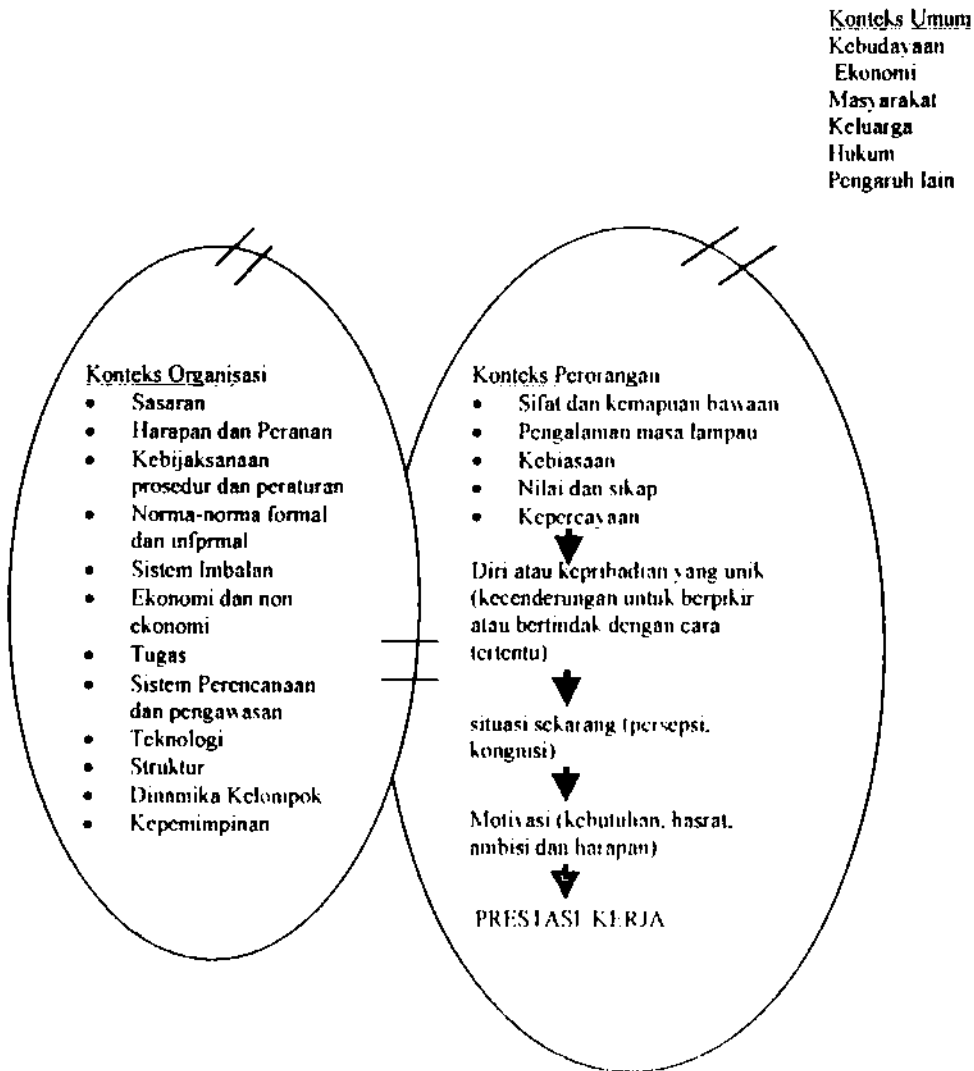 Konteks Umum
Kebudayaan
Ekonomi
Masyarakat
Keluarga
Hukum
Pengaruh lain
Konteks Organisasi
• Sasaran
• Harapan dan Peranan
• Kebijaksanaan
prosedur dan peraturan
• Norma-norma formal
dan infprmal
• Sistem Imbalan
• Ekonomi dan non
ekonomi
• Tugas
• Sistem Perencanaan
dan pengawasan
• Teknologi
• Struktur
• Dinamika Kelompok
• Kepemimpinan
Konteks Perorangan
• Sifat dan kemapuan bawaan
• Pengalaman masa lampau
• Kebiasaan
• Nilai dan sikap
• Kepercayaan
Diri atau kepribadian yang unik
(kecenderungan untuk berpikir
atau bertindak dengan cara
tertentu)
situasi sekarang (persepsi,
kongnisi)
Motivasi (kebutuhan, hasrat,
ambisi dan harapan)
PRESTASI KERJA